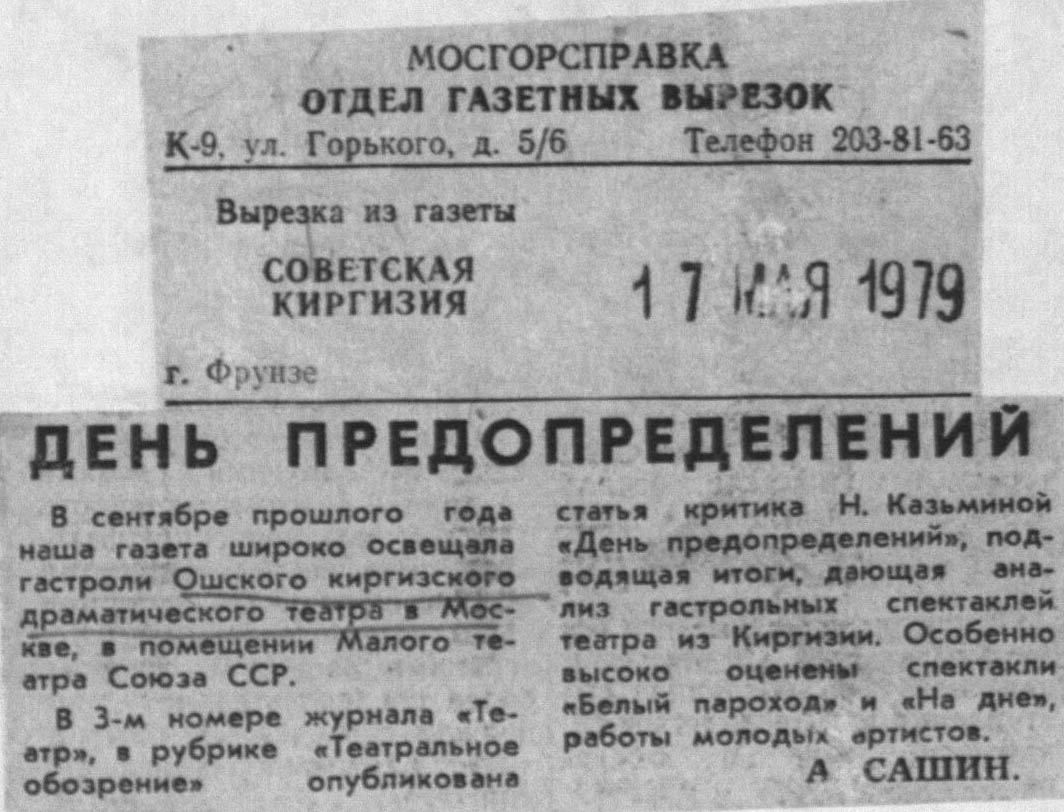 МОСГОРСПРАВКА
ОТДЕЛ ГАЗЕТНЫХ ВЫРЕЗОК
К-9, ул. Горького, д. 5/6 Телефон 203-81-63
Вырезка из газеты
СОВЕТСКАЯ
КИРГИЗИЯ
17 МАЯ 1979
г. Фрунзе
ДЕНЬ ПРЕДОПРЕДЕЛЕНИЙ
В сентябре прошлого года
наша газета широко освещала
гастроли Ошского киргизского
драматического театра в Мос-
кве, в помещении Малого те-
атра Союза ССР.
В 3-м номере журнала «Те-
атр», в рубрике «Театральное
обозрение» опубликована
статья критика Н. Казьминой
«День предопределений», под-
водящая итоги, дающая ана-
лиз гастрольных спектаклей
театра из Киргизии. Особенно
высоко оценены спектакли
«Белый пароход» и «На дне»,
работы молодых артистов.
А САШИН.